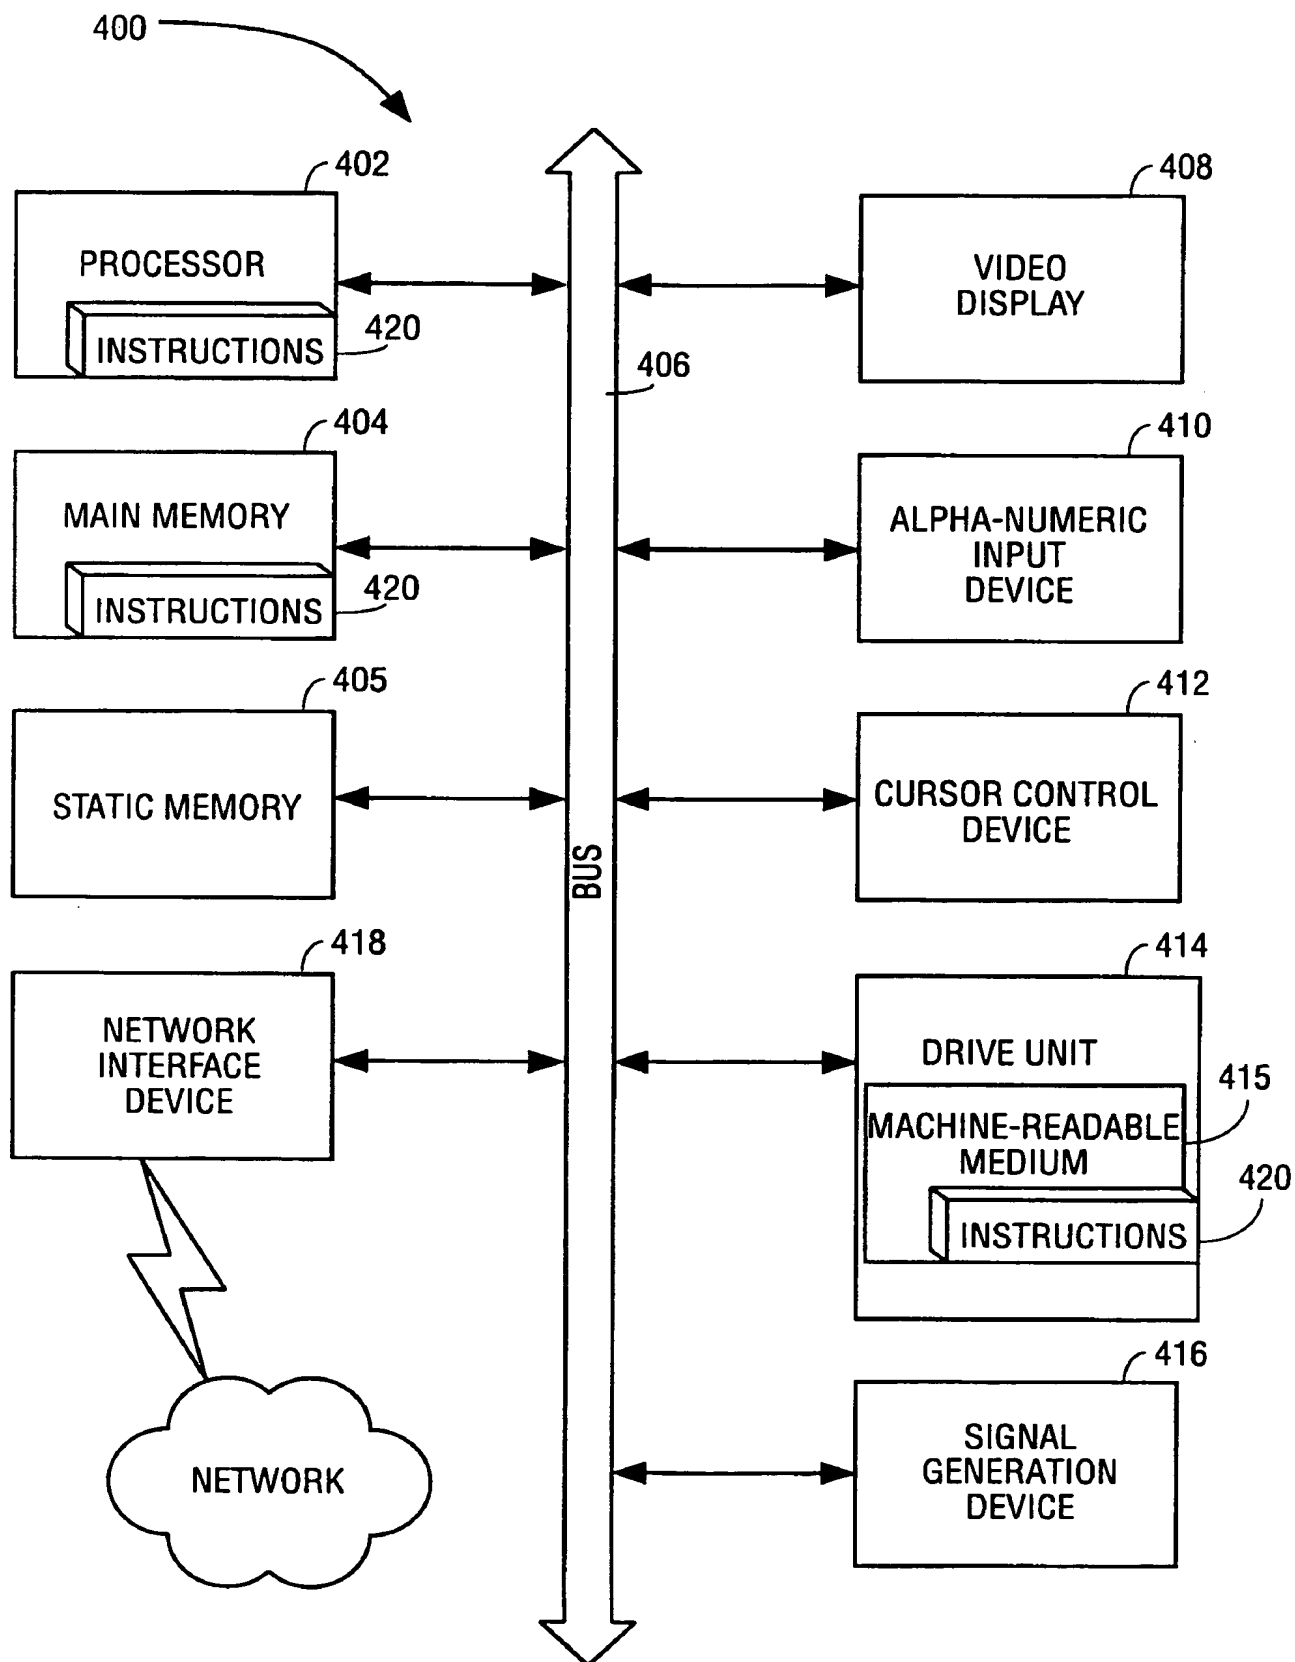 400
402
PROCESSOR
INSTRUCTIONS
420
404
MAIN MEMORY
INSTRUCTIONS
420
405
STATIC MEMORY
418
NETWORK
INTERFACE
DEVICE
NETWORK
406
BUS
408
VIDEO
DISPLAY
410
ALPHA-NUMERIC
INPUT
DEVICE
412
CURSOR CONTROL
DEVICE
414
DRIVE UNIT
415
MACHINE-READABLE
MEDIUM
420
INSTRUCTIONS
416
SIGNAL
GENERATION
DEVICE